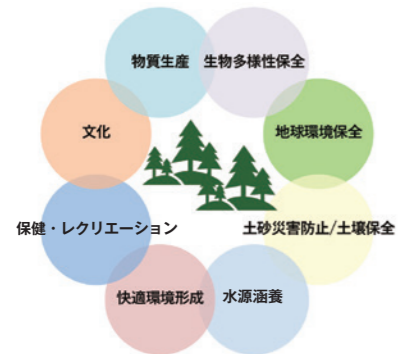 物質生産
生物多様性保全
文化
地球環境保全
保健・レクリエーション
土砂災害防止/土壌保全
快適環境形成
水源涵養